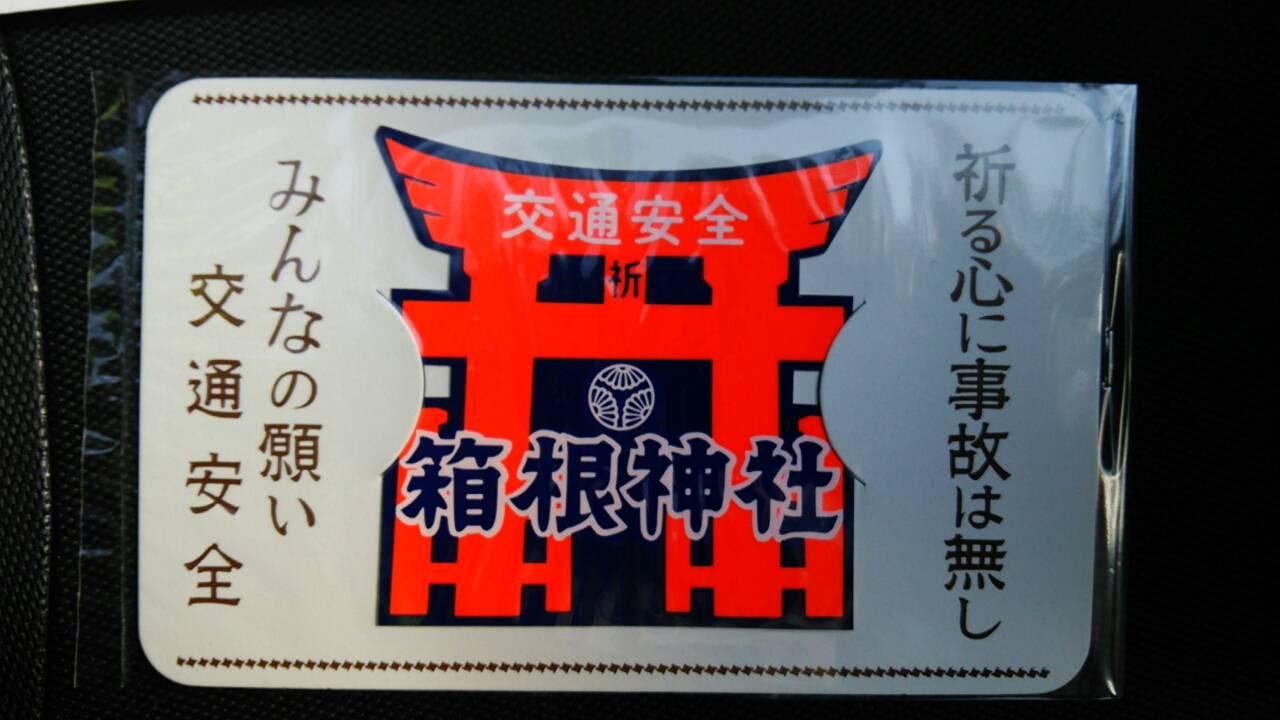 祈る心に事故は無し
交通安全
祈
箱根神社
みんなの願い
交通安全